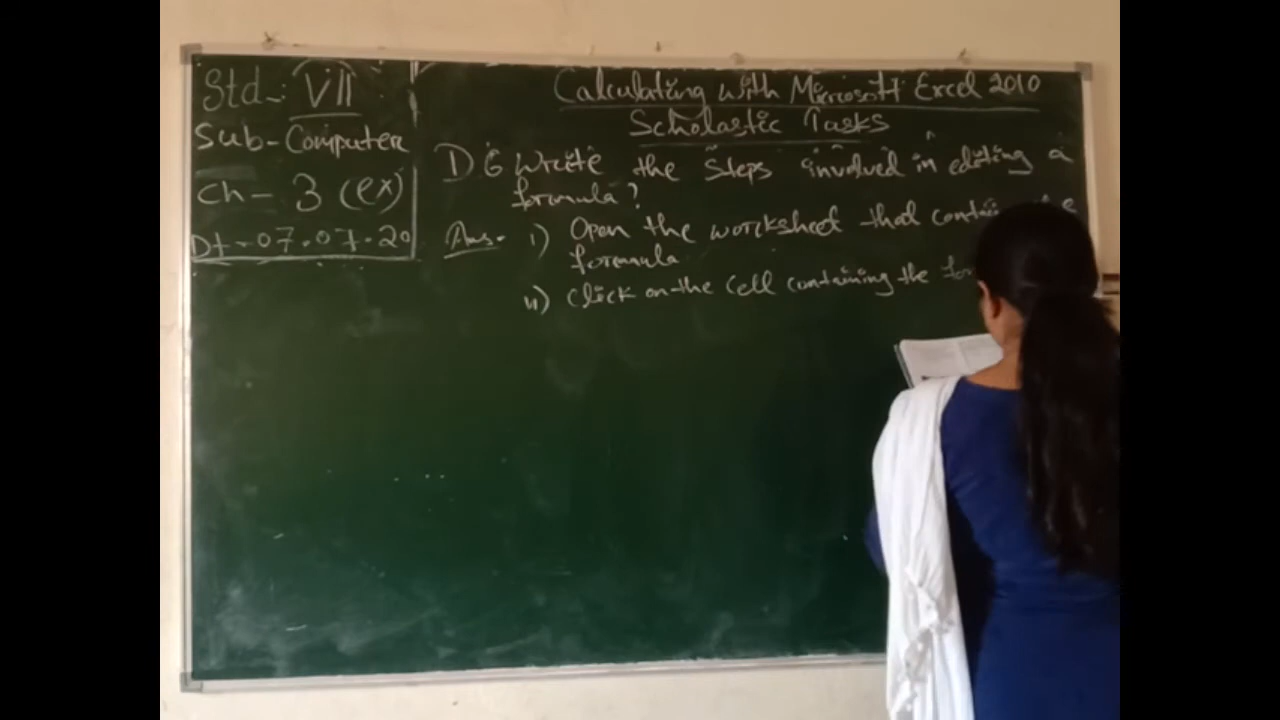 Std-: VII
Sub-Computer
Ch- 3 (ex)
Dt-07.07.20
Calculating with Microsoft Excel 2010
Scholastic Tasks
D 6 Write the Steps involved in editing a
formula?
Ans- i) Open the worksheet that
formula.
ii) Click on the cell containing the